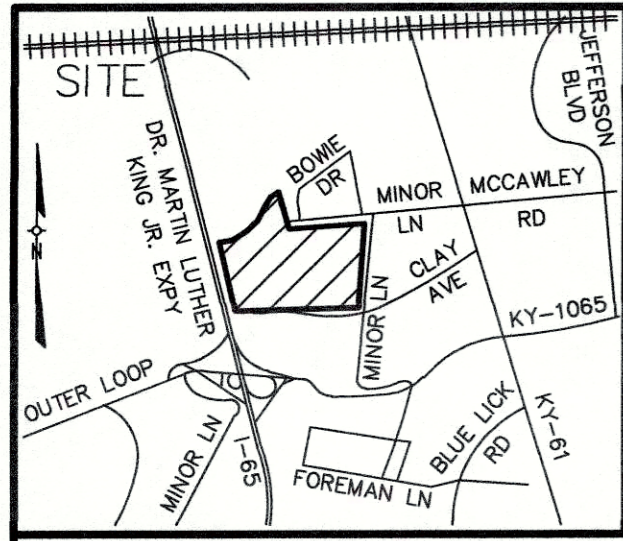 SITE
JEFFERSON
BLVD
DR. MARTIN LUTHER
KING JR. EXPY
BOWIE
DR
MINOR
LN
MCCAWLEY
RD
N
CLAY
AVE
MINOR LN
KY-1065
OUTER LOOP
MINOR LN
I-65
BLUE LICK
RD
KY-61
FOREMAN LN